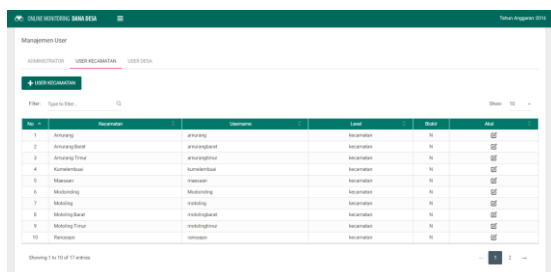 ONLINE MONITORING DANA DESA
Tahun Anggaran 2016
Manajemen User
ADMINISTRATOR USER KECAMATAN USER DESA
+ USER KECAMATAN
Filter: Type to filter... Show: 10
No Kecamatan Username Level Blokir Aksi
1 Amurang amurang kecamatan N
2 Amurang Barat amurangbarat kecamatan N
3 Amurang Timur amurangtimur kecamatan N
4 Kumelembuai kumelembuai kecamatan N
5 Maesaan maesaan kecamatan N
6 Modoinding Modoinding kecamatan N
7 Motoling motoling kecamatan N
8 Motoling Barat motolingbarat kecamatan N
9 Motoling Timur motolingtimur kecamatan N
10 Ranoyapo ranoyapo kecamatan N
Showing 1 to 10 of 17 entries ← 1 2 →